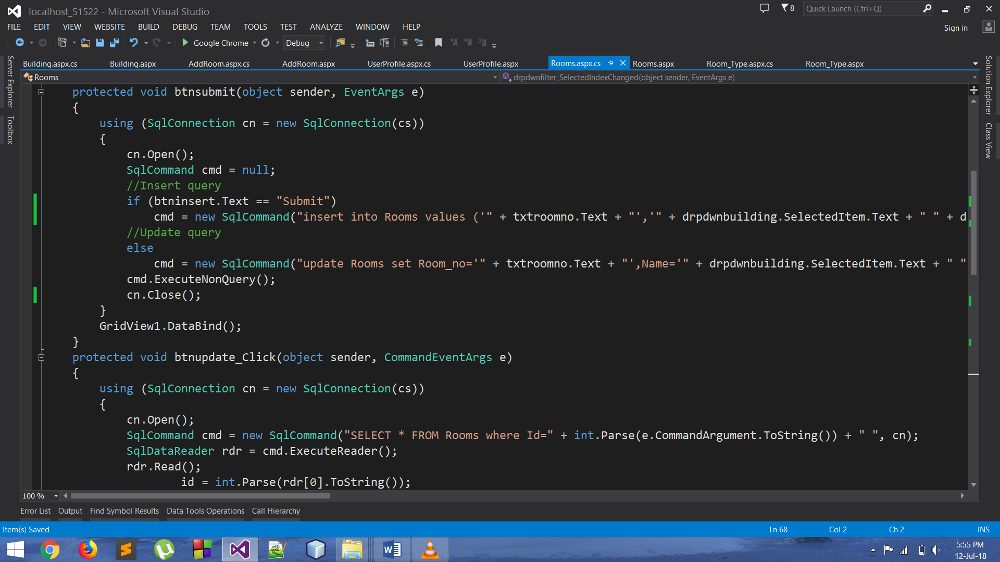 localhost_51522 - Microsoft Visual Studio
8
Quick Launch (Ctrl+Q)
FILE EDIT VIEW WEBSITE BUILD DEBUG TEAM TOOLS TEST ANALYZE WINDOW HELP
Sign in
Google Chrome
Debug
Server Explorer
Toolbox
Building.aspx.cs Building.aspx AddRoom.aspx.cs AddRoom.aspx UserProfile.aspx.cs UserProfile.aspx Rooms.aspx.cs Rooms.aspx Room_Type.aspx.cs Room_Type.aspx
Solution Explorer
Class View
Rooms
drpdwnfilter_SelectedIndexChanged(object sender, EventArgs e)
protected void btnsubmit(object sender, EventArgs e)
{
using (SqlConnection cn = new SqlConnection(cs))
{
cn.Open();
SqlCommand cmd = null;
//Insert query
if (btninsert.Text == "Submit")
cmd = new SqlCommand("insert into Rooms values ('" + txtroomno.Text + "','" + drpdwnbuilding.SelectedItem.Text + " " + d
//Update query
else
cmd = new SqlCommand("update Rooms set Room_no='" + txtroomno.Text + "',Name='" + drpdwnbuilding.SelectedItem.Text + " "
cmd.ExecuteNonQuery();
cn.Close();
}
GridView1.DataBind();
}
protected void btnupdate_Click(object sender, CommandEventArgs e)
{
using (SqlConnection cn = new SqlConnection(cs))
{
cn.Open();
SqlCommand cmd = new SqlCommand("SELECT * FROM Rooms where Id=" + int.Parse(e.CommandArgument.ToString()) + " ", cn);
SqlDataReader rdr = cmd.ExecuteReader();
rdr.Read();
id = int.Parse(rdr[0].ToString());
100 %
Error List Output Find Symbol Results Data Tools Operations Call Hierarchy
Item(s) Saved
Ln 68 Col 2 Ch 2 INS
5:55 PM
12-Jul-18